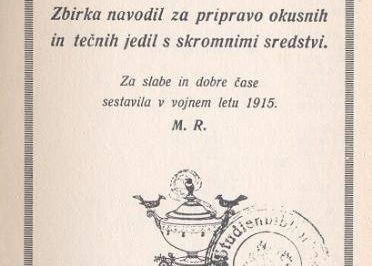 Zbirka navodil za pripravo okusnih
in tečnih jedil s skromnimi sredstvi.
Za slabe in dobre čase
sestavila v vojnem letu 1915.
M. R.